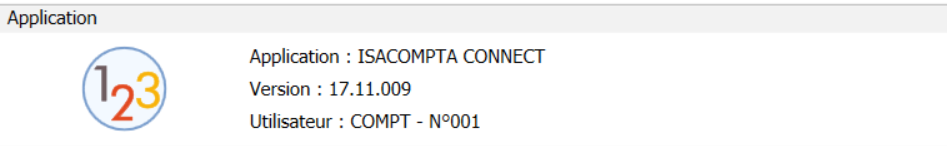 Application
123
Application : ISACOMPTA CONNECT
Version : 17.11.009
Utilisateur : COMPT - N°001